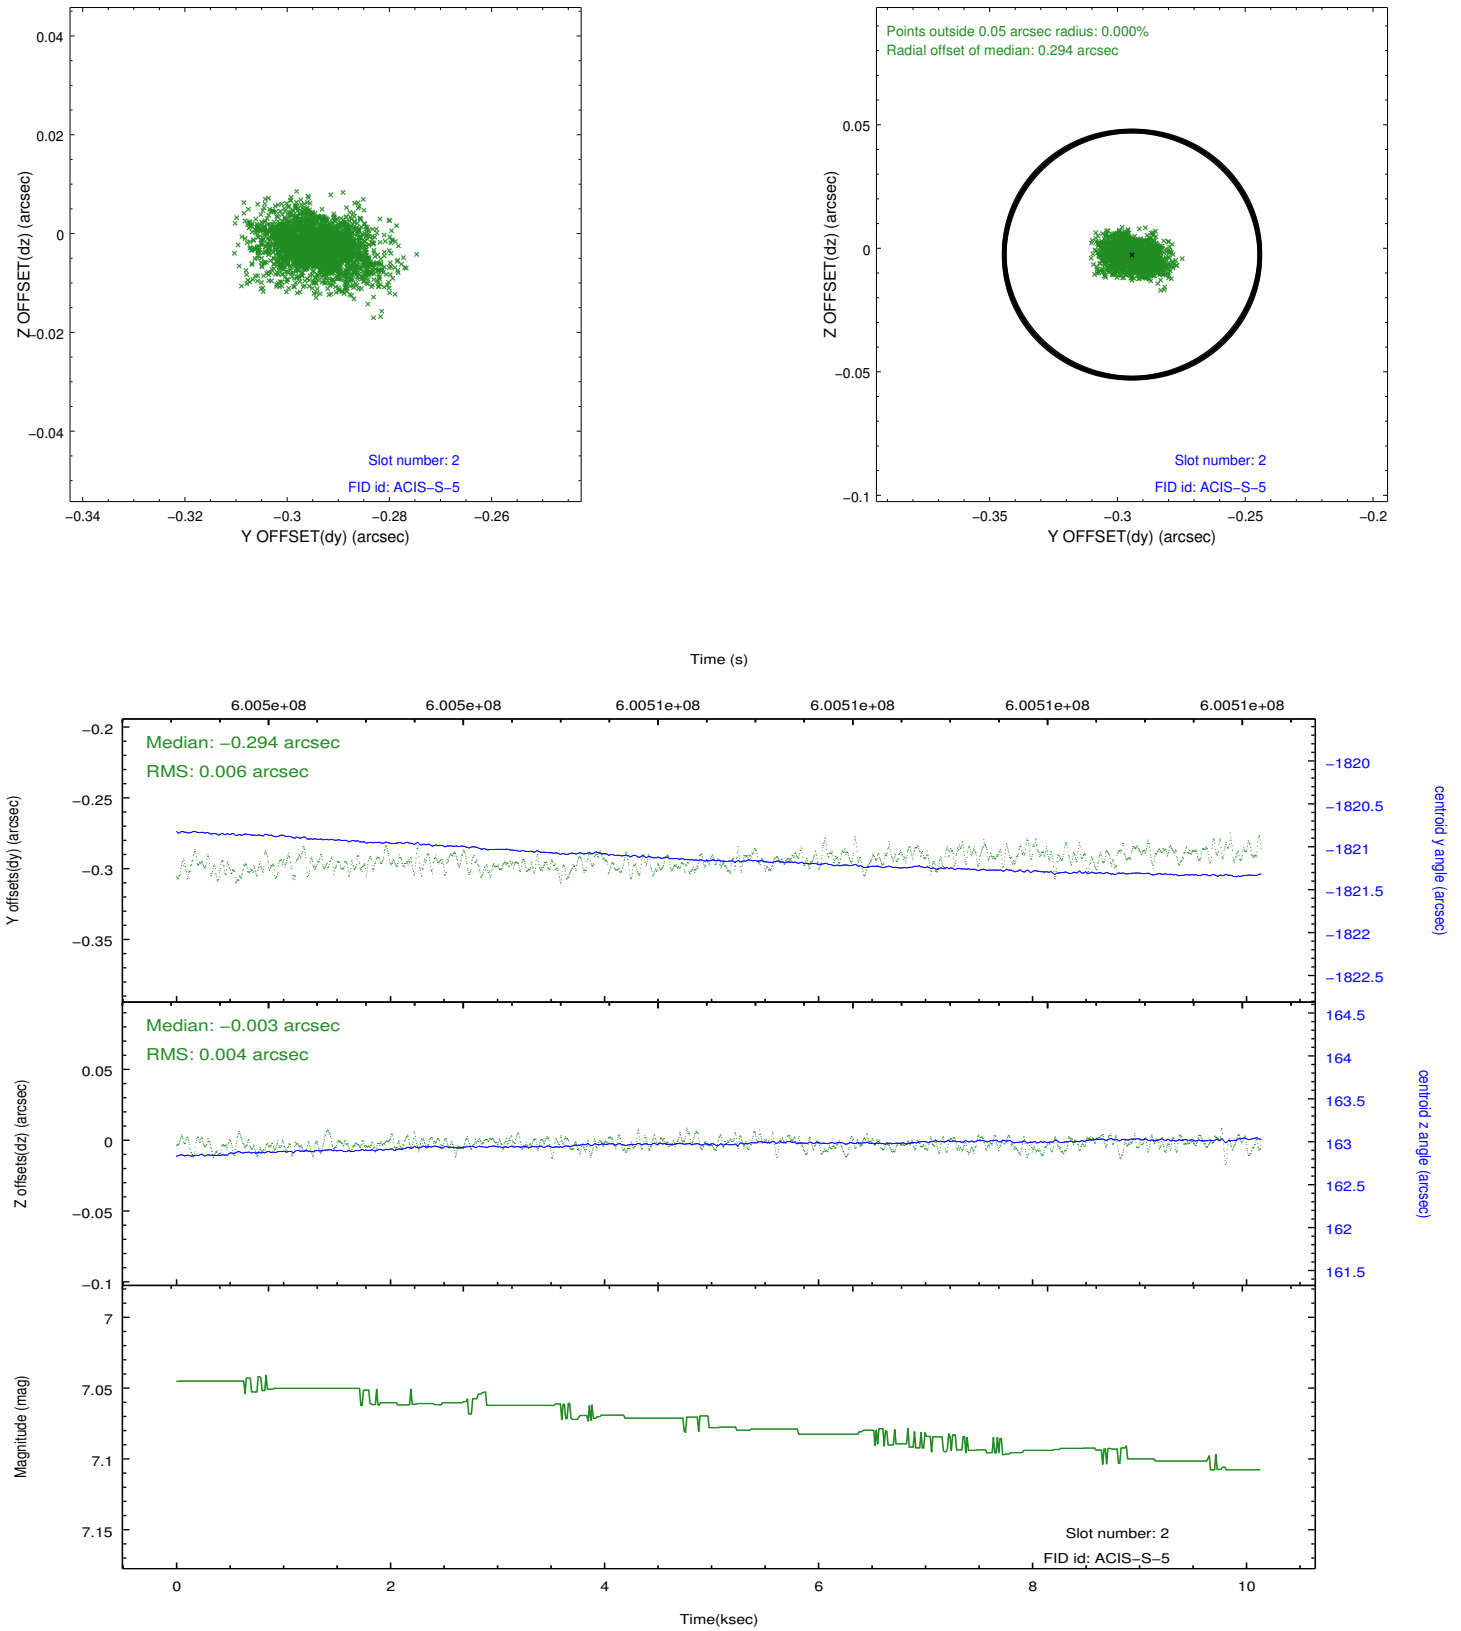 0.04
0.02
0
−0.02
−0.04
Z OFFSET(dz) (arcsec)
Slot number: 2
FID id: ACIS−S−5
−0.34
−0.32
−0.3
−0.28
−0.26
Y OFFSET(dy) (arcsec)
Points outside 0.05 arcsec radius: 0.000%
Radial offset of median: 0.294 arcsec
0.05
0
−0.05
−0.1
Z OFFSET(dz) (arcsec)
Slot number: 2
FID id: ACIS−S−5
−0.35
−0.3
−0.25
−0.2
Y OFFSET(dy) (arcsec)
Time (s)
6.005e+08
6.005e+08
6.0051e+08
6.0051e+08
6.0051e+08
6.0051e+08
Median: −0.294 arcsec
RMS: 0.006 arcsec
−0.2
−0.25
−0.3
−0.35
Y offsets(dy) (arcsec)
−1820
−1820.5
−1821
−1821.5
−1822
−1822.5
centroid y angle (arcsec)
Median: −0.003 arcsec
RMS: 0.004 arcsec
0.05
0
−0.05
−0.1
Z offsets(dz) (arcsec)
164.5
164
163.5
163
162.5
162
161.5
centroid z angle (arcsec)
7
7.05
7.1
7.15
Magnitude (mag)
Slot number: 2
FID id: ACIS−S−5
0
2
4
6
8
10
Time(ksec)